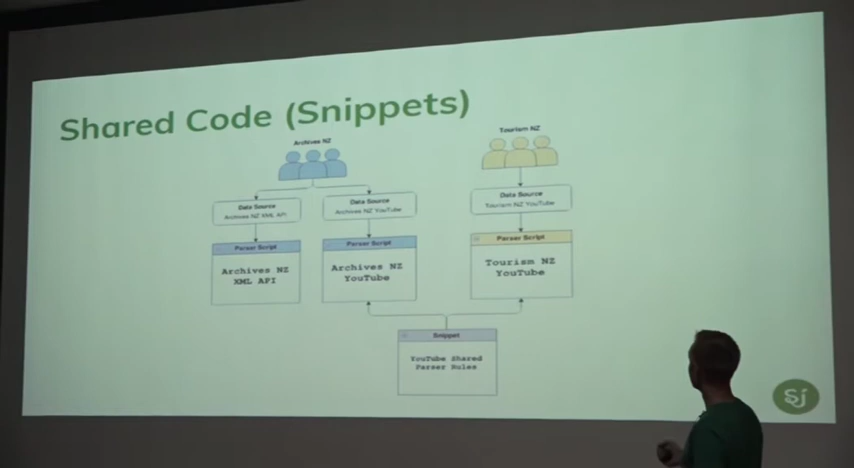 Shared Code (Snippets)
Archives NZ
Tourism NZ
Data Source
Archives NZ XML API
Data Source
Archives NZ YouTube
Data Source
Tourism NZ YouTube
Parser Script
Archives NZ
XML API
Parser Script
Archives NZ
YouTube
Parser Script
Tourism NZ
YouTube
Snippet
YouTube Shared
Parser Rules
SJ